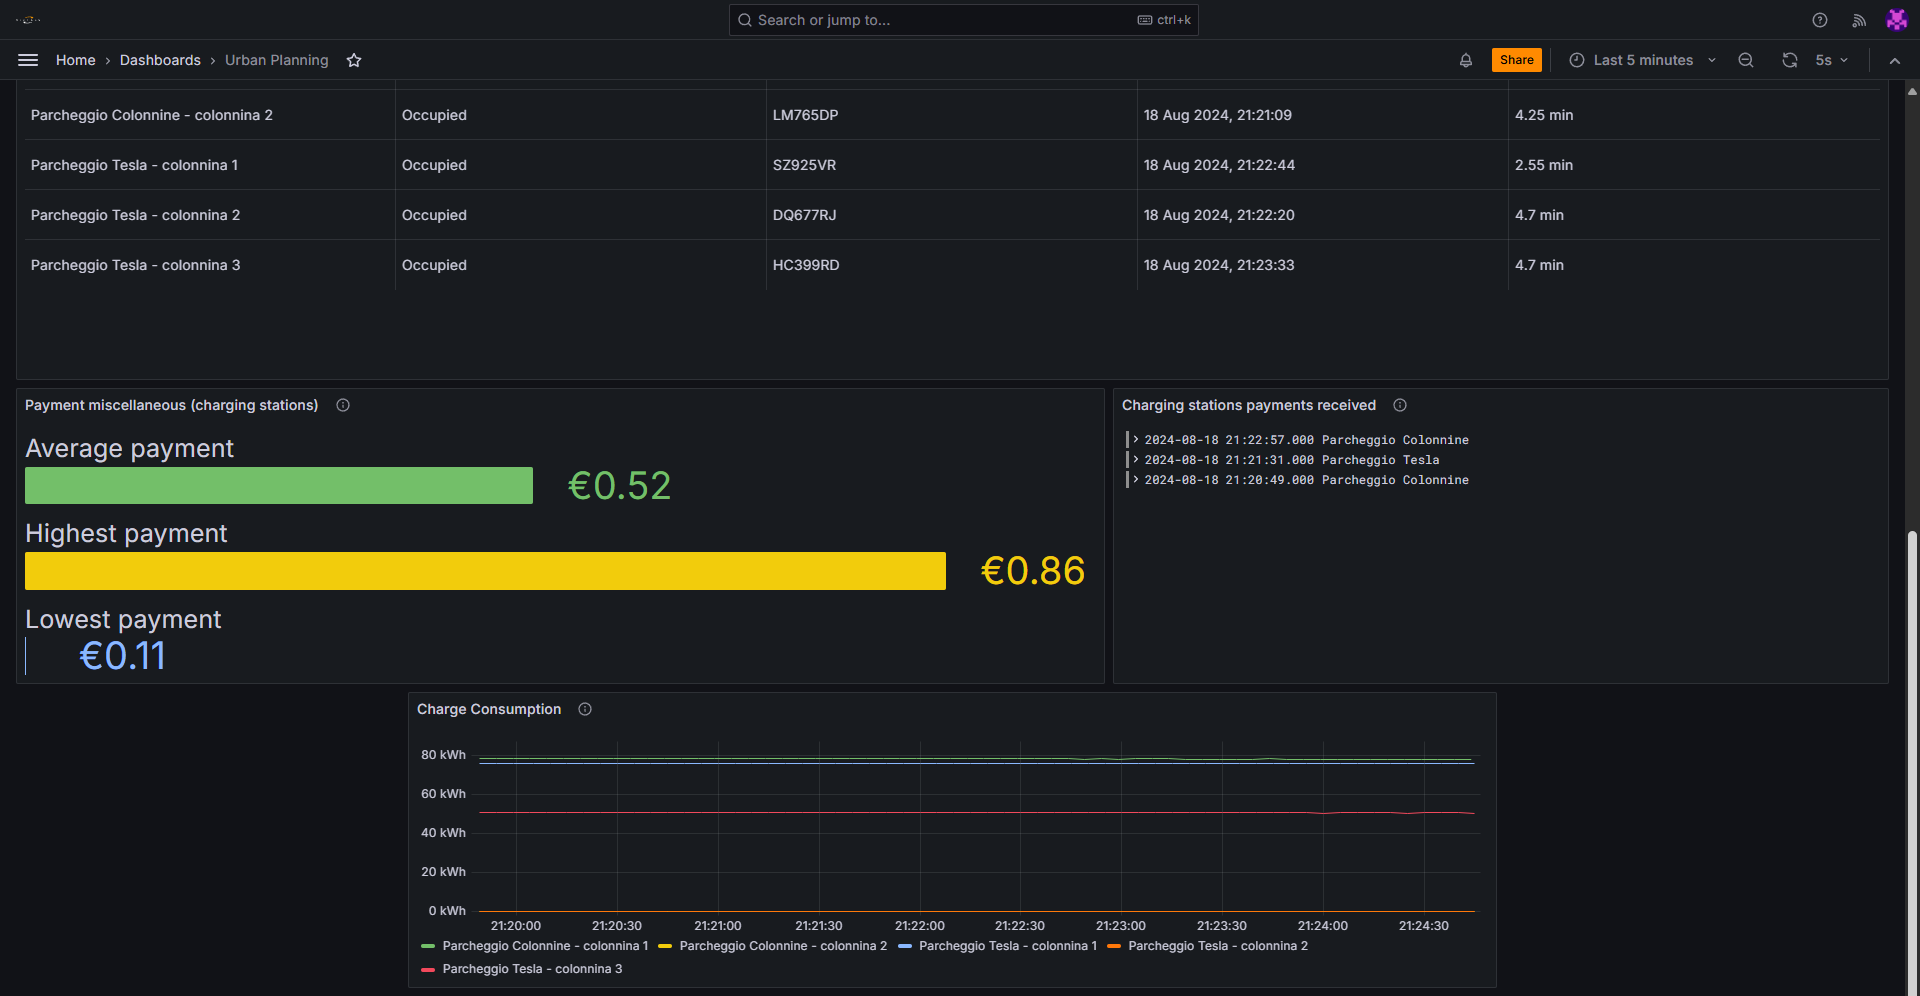 Search or jump to... ctrl+k
Home › Dashboards › Urban Planning Share Last 5 minutes 5s
Parcheggio Colonnine - colonnina 2 Occupied LM765DP 18 Aug 2024, 21:21:09 4.25 min
Parcheggio Tesla - colonnina 1 Occupied SZ925VR 18 Aug 2024, 21:22:44 2.55 min
Parcheggio Tesla - colonnina 2 Occupied DQ677RJ 18 Aug 2024, 21:22:20 4.7 min
Parcheggio Tesla - colonnina 3 Occupied HC399RD 18 Aug 2024, 21:23:33 4.7 min
Payment miscellaneous (charging stations)
Average payment
€0.52
Highest payment
€0.86
Lowest payment
€0.11
Charging stations payments received
2024-08-18 21:22:57.000 Parcheggio Colonnine
2024-08-18 21:21:31.000 Parcheggio Tesla
2024-08-18 21:20:49.000 Parcheggio Colonnine
Charge Consumption
80 kWh
60 kWh
40 kWh
20 kWh
0 kWh
21:20:00 21:20:30 21:21:00 21:21:30 21:22:00 21:22:30 21:23:00 21:23:30 21:24:00 21:24:30
Parcheggio Colonnine - colonnina 1 Parcheggio Colonnine - colonnina 2 Parcheggio Tesla - colonnina 1 Parcheggio Tesla - colonnina 2
Parcheggio Tesla - colonnina 3